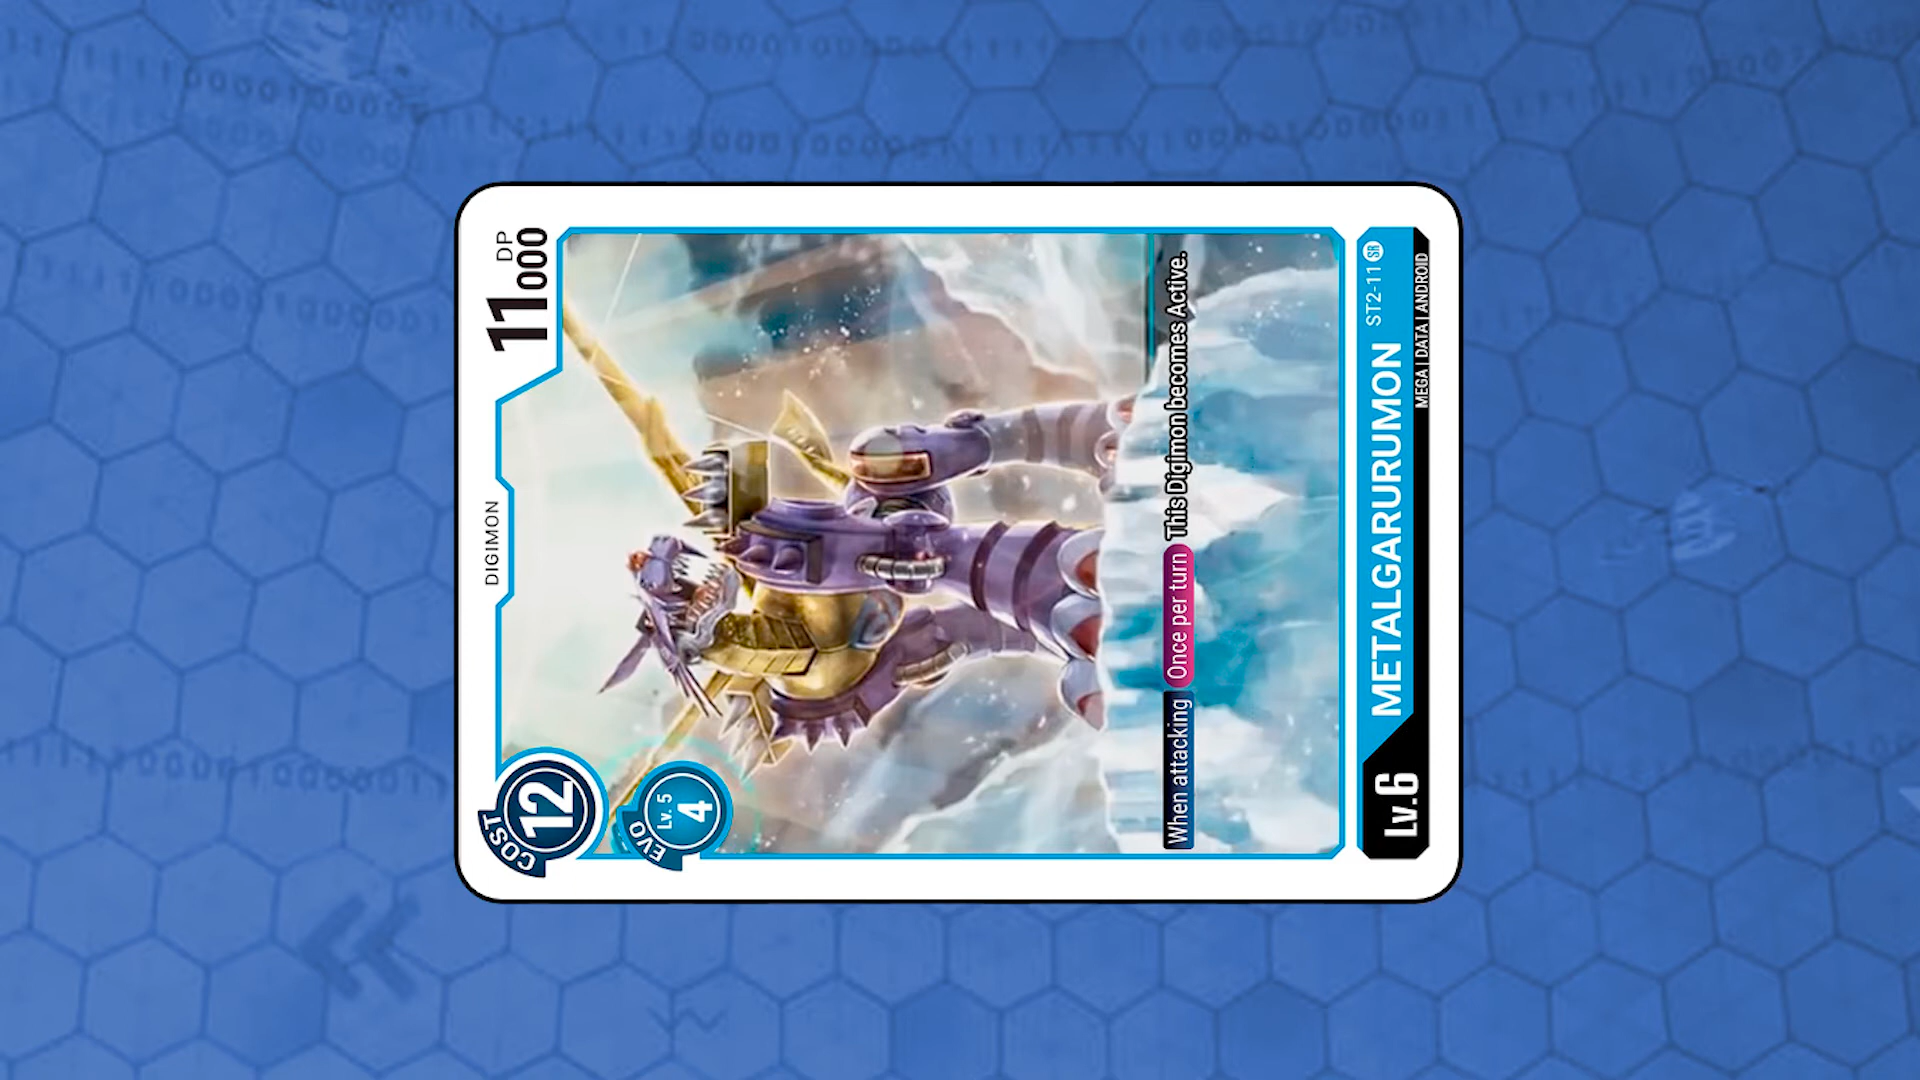 DIGIMON
COST
12
DP
11000
EVO
Lv. 5
4
When attacking Once per turn This Digimon becomes Active.
ST2-11 SR
METALGARURUMON
Lv.6
MEGA | DATA | ANDROID